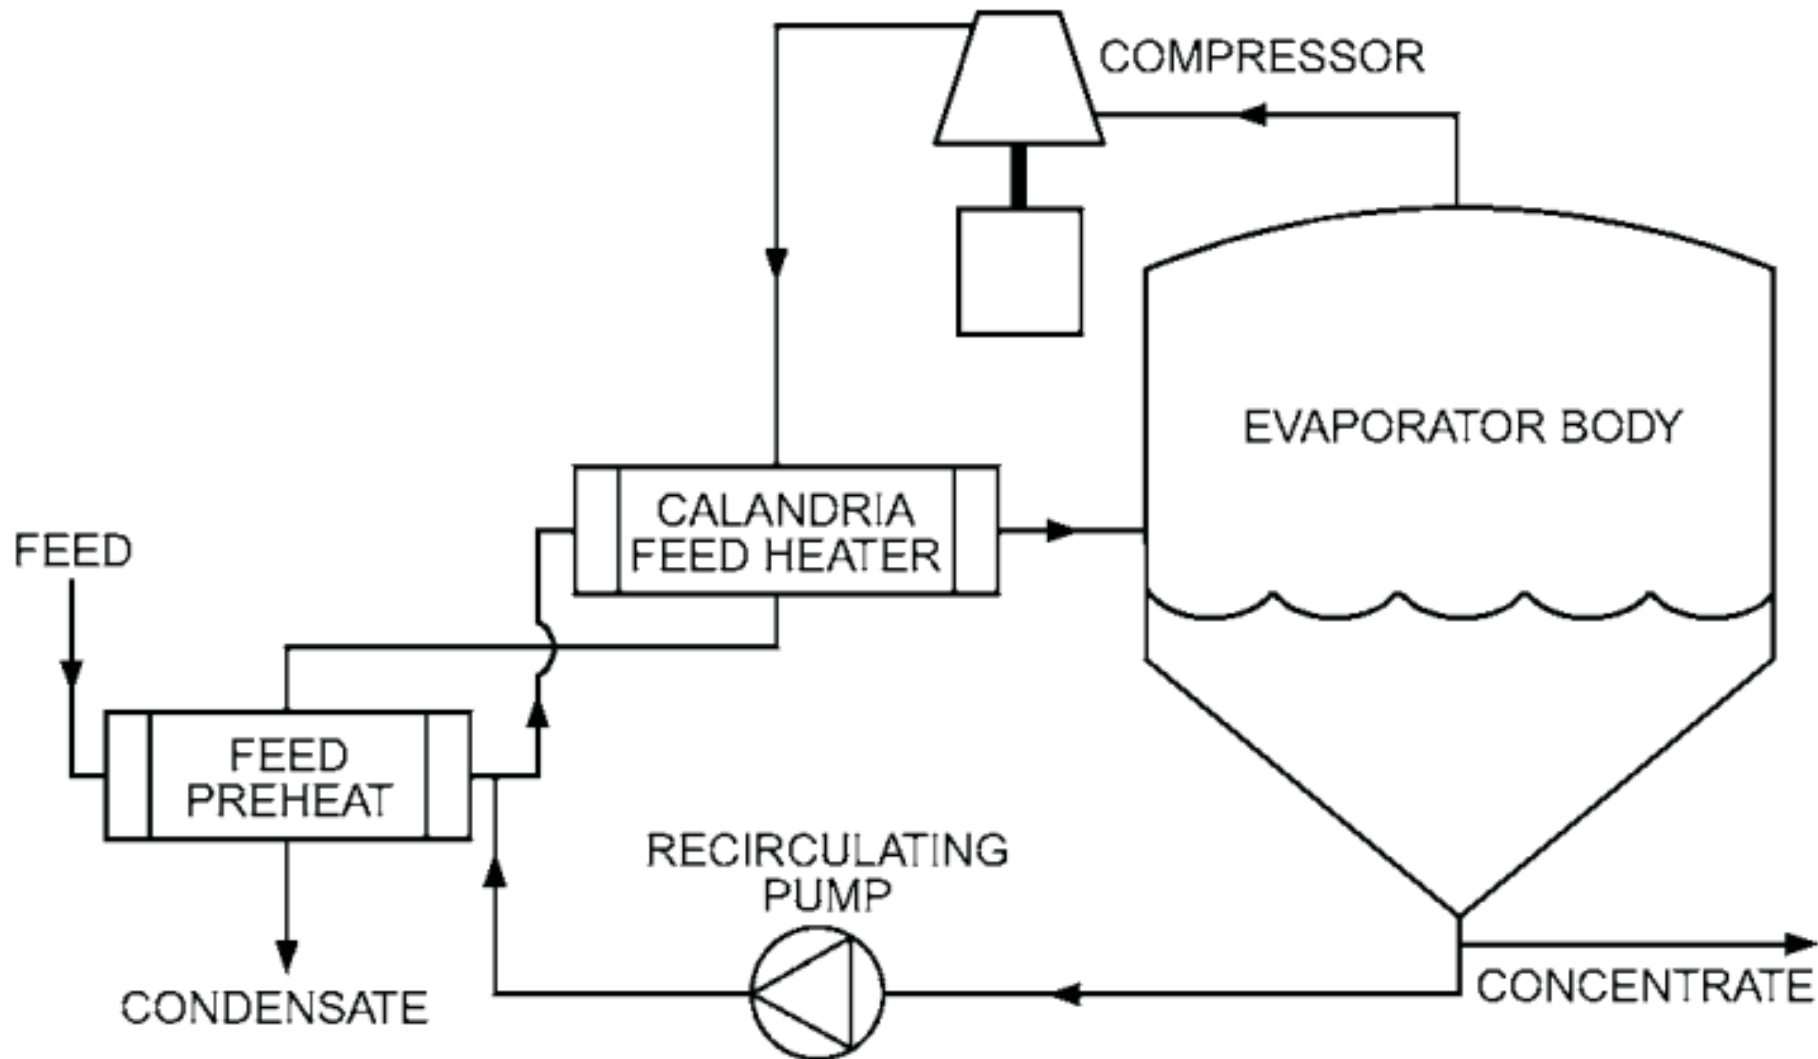 COMPRESSOR
EVAPORATOR BODY
CALANDRIA
FEED HEATER
FEED
FEED
PREHEAT
RECIRCULATING
PUMP
CONDENSATE
CONCENTRATE